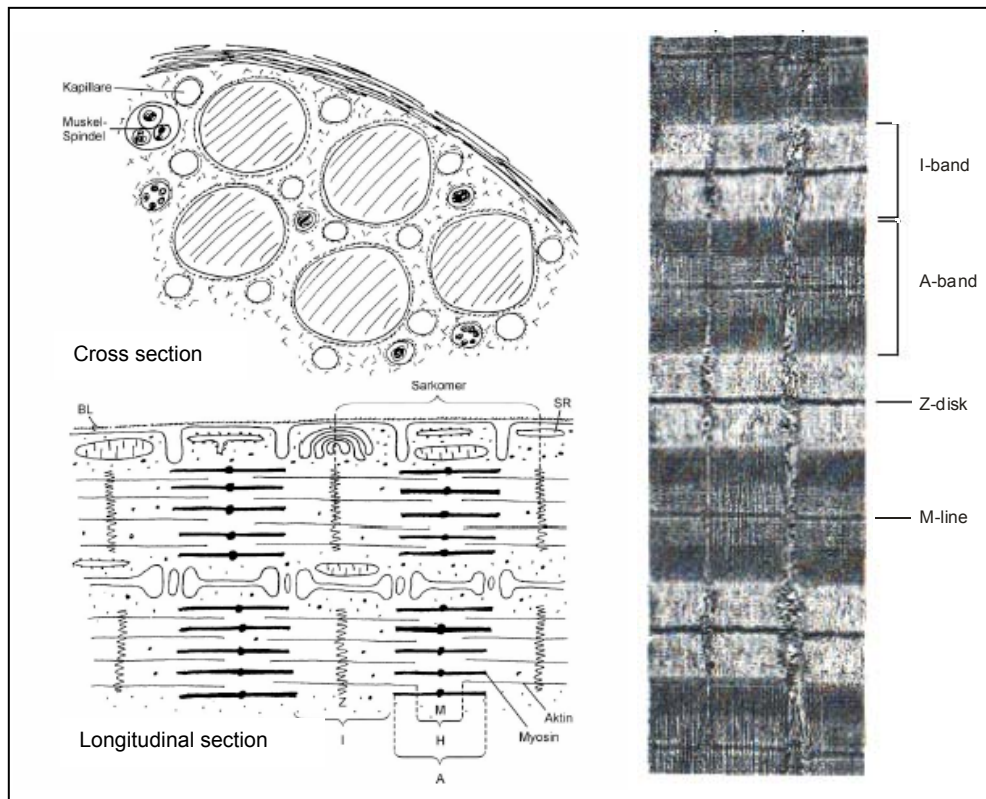 Kapillare
Muskel-
Spindel
Cross section
Sarkomer
BL
SR
Z
M
Aktin
Myosin
I
H
A
Longitudinal section
I-band
A-band
Z-disk
M-line